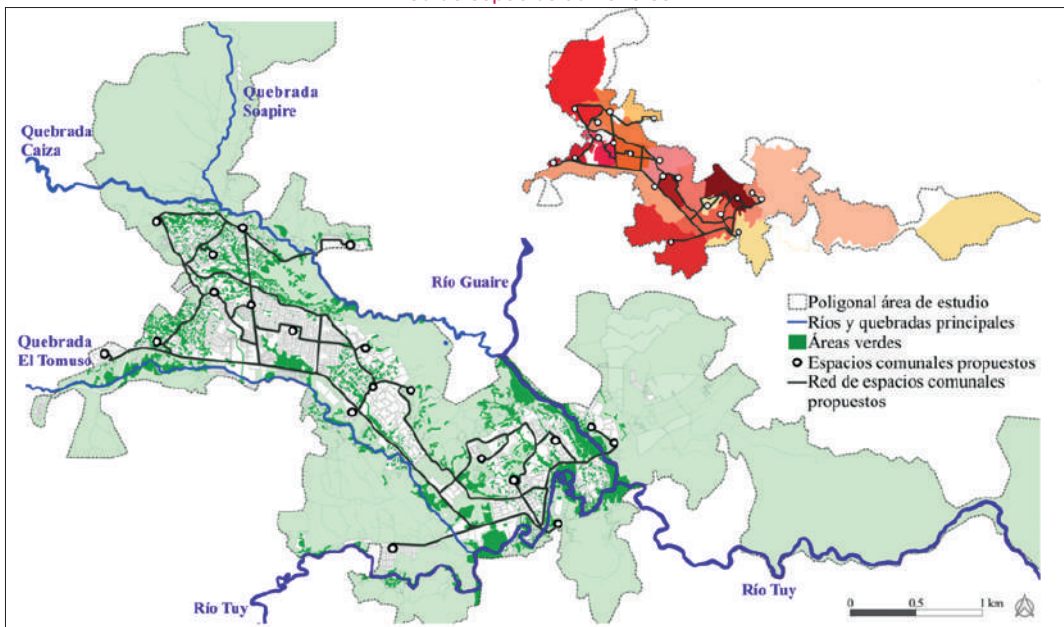 Quebrada
Soapire
Quebrada
Caiza
Río Guaire
Quebrada
El Tomuso
Río Tuy
Río Tuy
Poligonal área de estudio
Ríos y quebradas principales
Áreas verdes
Espacios comunales propuestos
Red de espacios comunales
propuestos
0 0.5 1 km